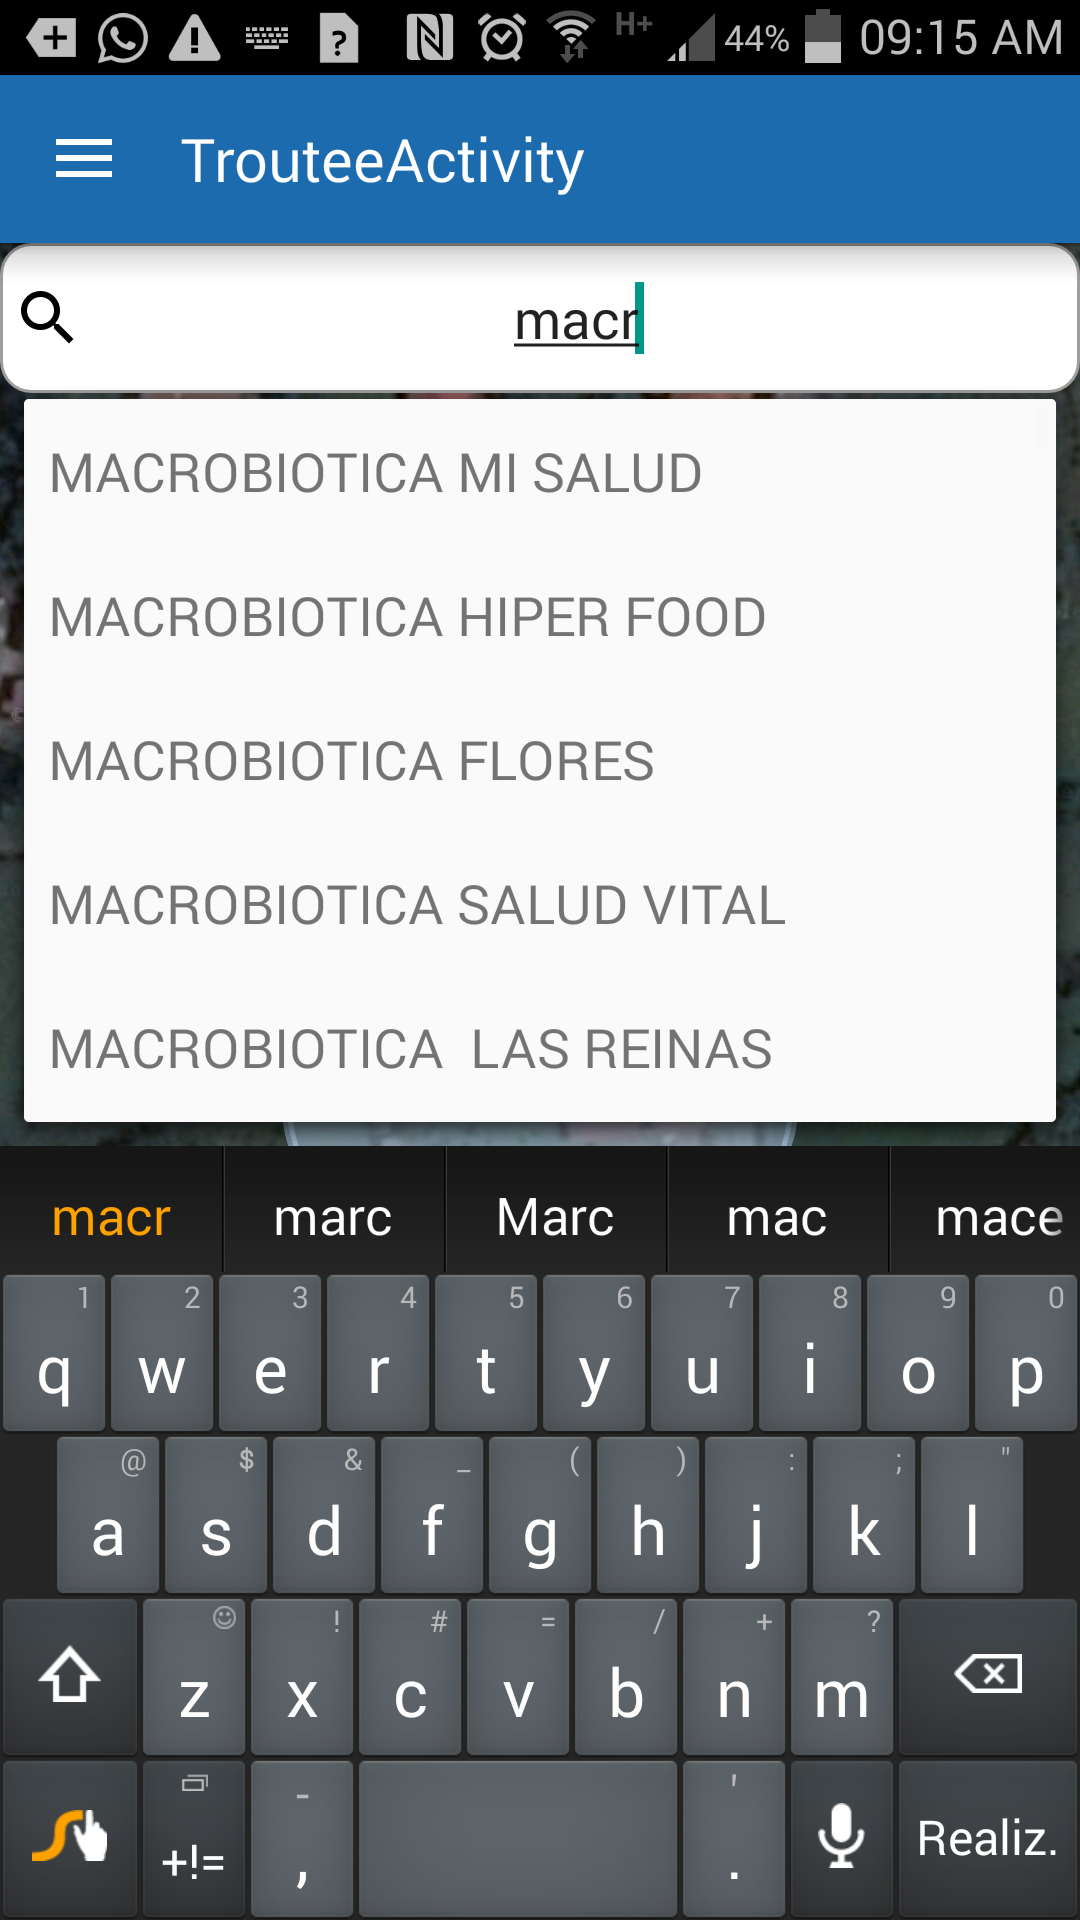 H+ 44% 09:15 AM
TrouteeActivity
macr
MACROBIOTICA MI SALUD
MACROBIOTICA HIPER FOOD
MACROBIOTICA FLORES
MACROBIOTICA SALUD VITAL
MACROBIOTICA  LAS REINAS
macr marc Marc mac mace
1 2 3 4 5 6 7 8 9 0
q w e r t y u i o p
@ $ & _ ( ) : ; "
a s d f g h j k l
! # = / + ?
z x c v b n m
- '
+!= , . Realiz.